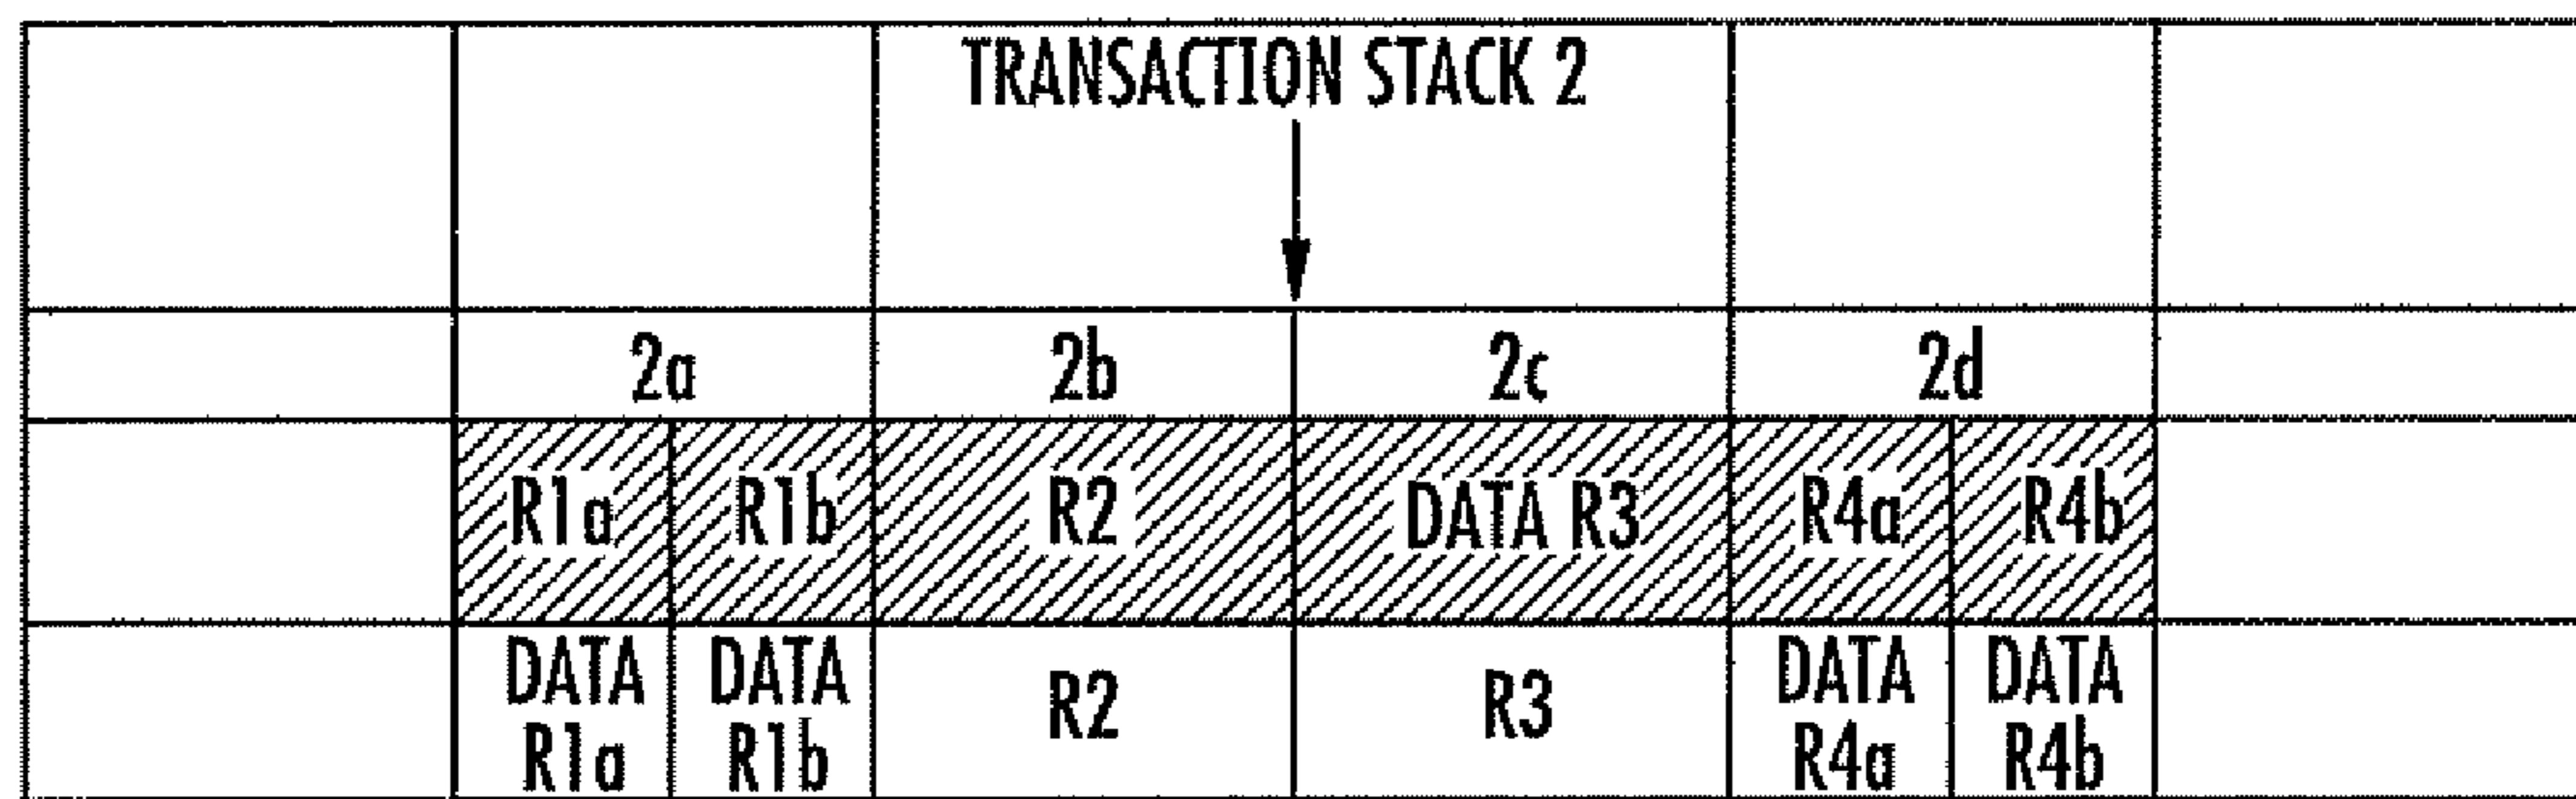 TRANSACTION STACK 2
2a 2b 2c 2d
R1a R1b R2 DATA R3 R4a R4b
DATA R1a DATA R1b R2 R3 DATA R4a DATA R4b